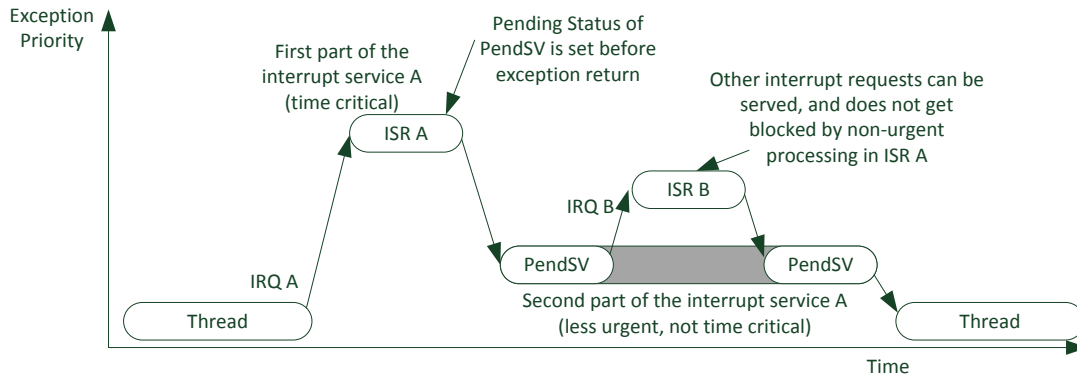 Exception
Priority
First part of the
interrupt service A
(time critical)
Pending Status of
PendSV is set before
exception return
Other interrupt requests can be
served, and does not get
blocked by non-urgent
processing in ISR A
ISR A
ISR B
IRQ B
PendSV
PendSV
IRQ A
Second part of the interrupt service A
(less urgent, not time critical)
Thread
Thread
Time